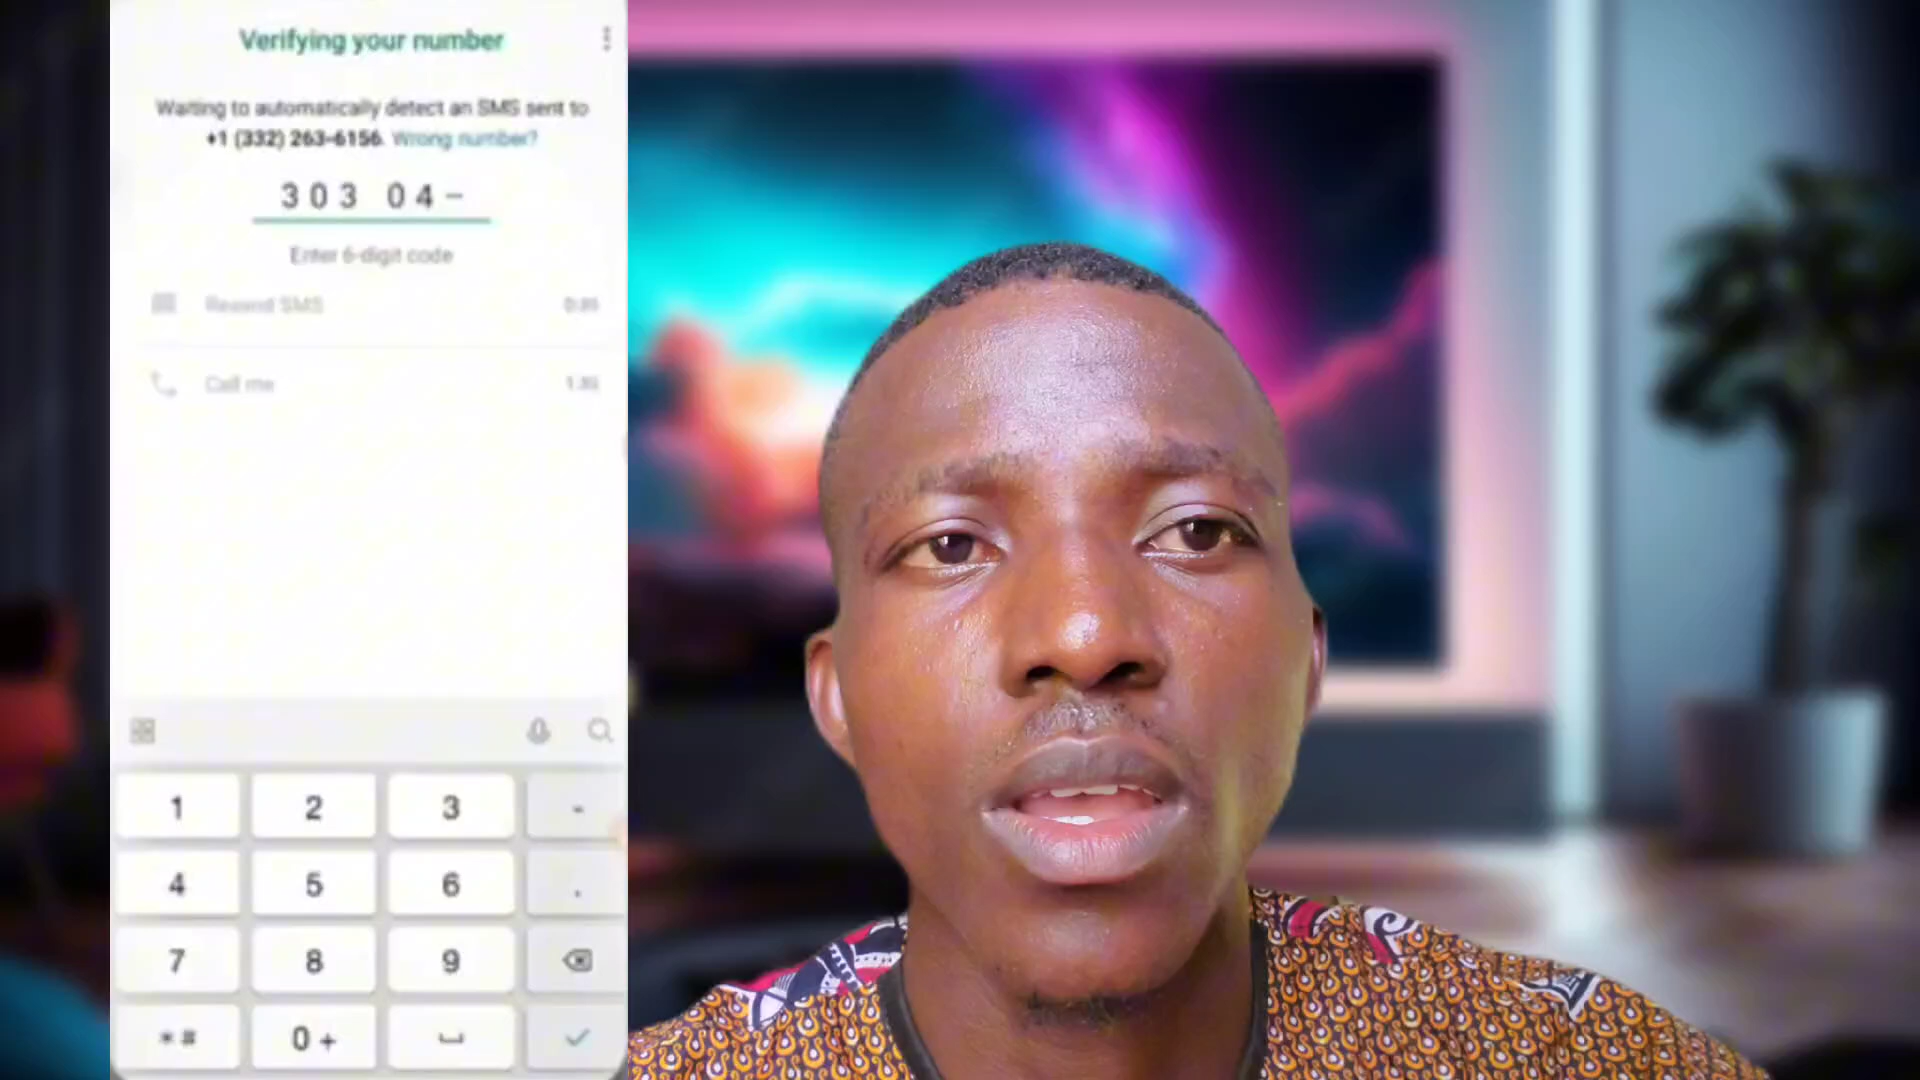 Verifying your number
Waiting to automatically detect an SMS sent to
+1 (332) 263-6156. Wrong number?
303 04–
Enter 6-digit code
Resend SMS
Call me
1 2 3 -
4 5 6 .
7 8 9
*# 0+